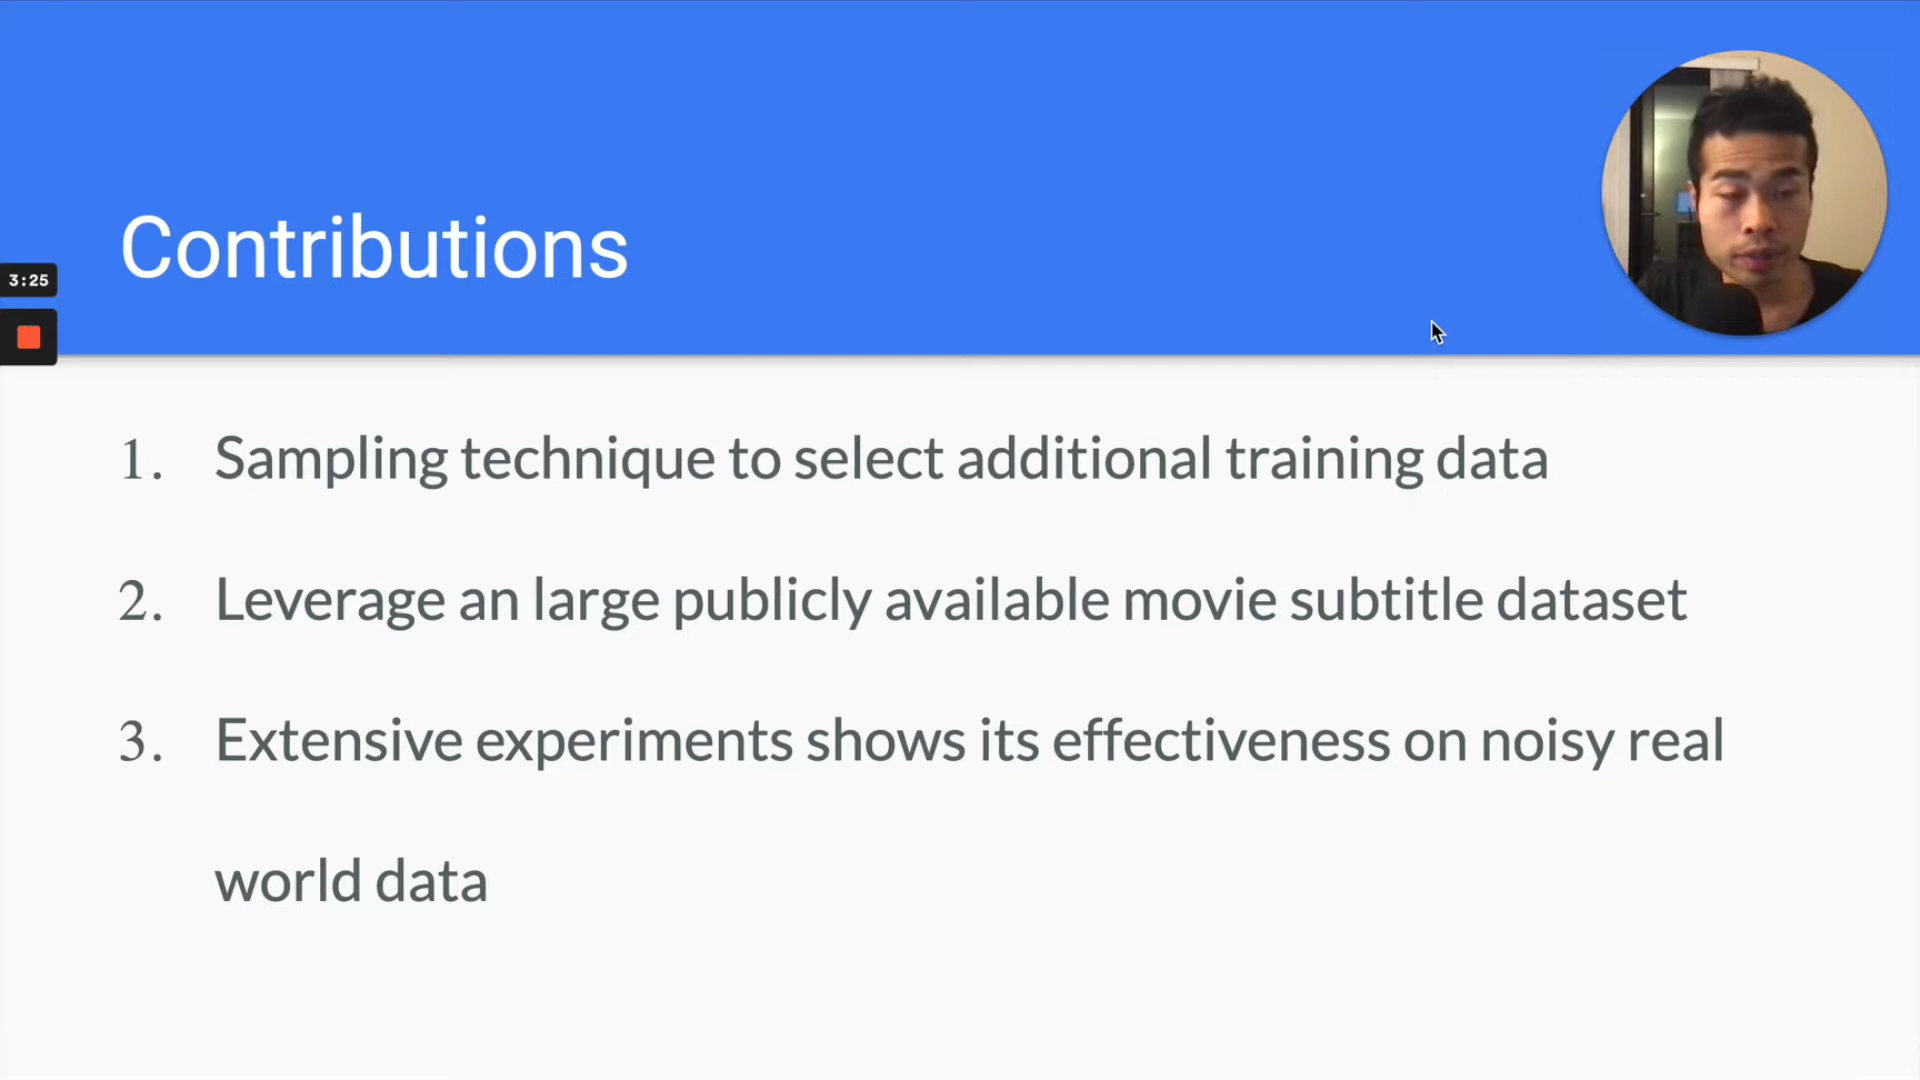 Contributions
3:25
1. Sampling technique to select additional training data
2. Leverage an large publicly available movie subtitle dataset
3. Extensive experiments shows its effectiveness on noisy real
world data